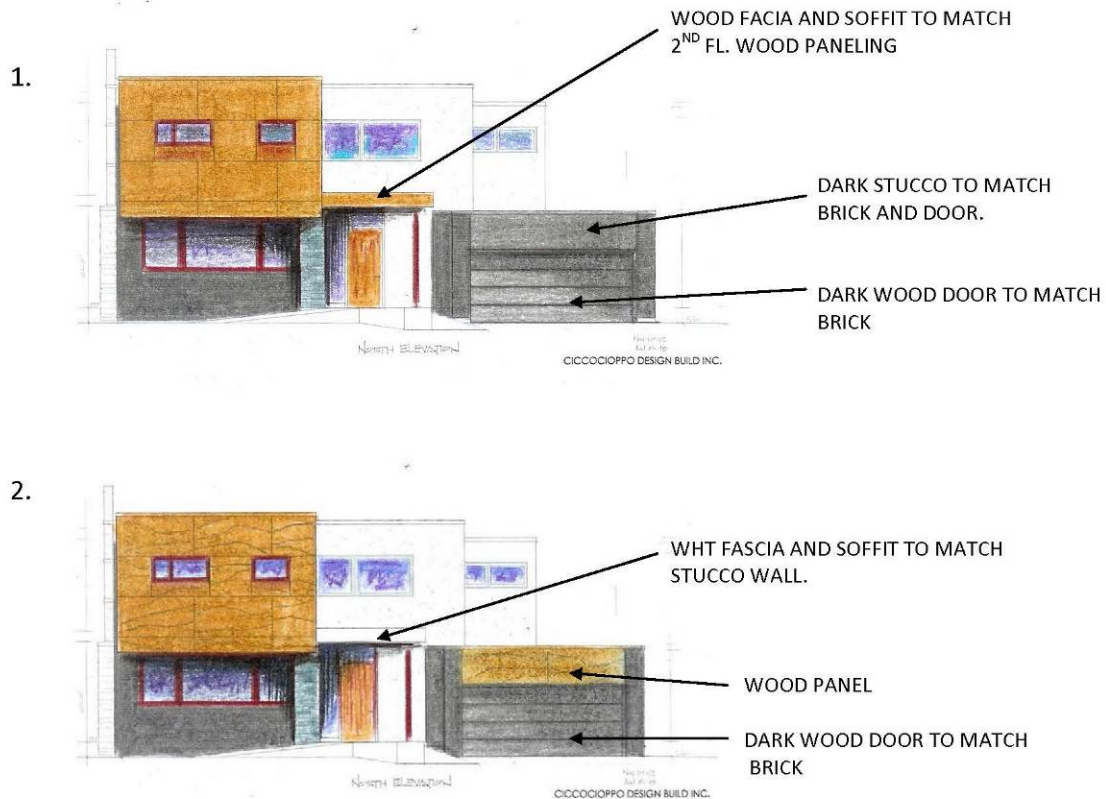 1.
WOOD FACIA AND SOFFIT TO MATCH
2ND FL. WOOD PANELING
DARK STUCCO TO MATCH
BRICK AND DOOR.
DARK WOOD DOOR TO MATCH
BRICK
NORTH ELEVATION
CICCOCIOPPO DESIGN BUILD INC.
2.
WHT FASCIA AND SOFFIT TO MATCH
STUCCO WALL.
WOOD PANEL
DARK WOOD DOOR TO MATCH
BRICK
NORTH ELEVATION
CICCOCIOPPO DESIGN BUILD INC.